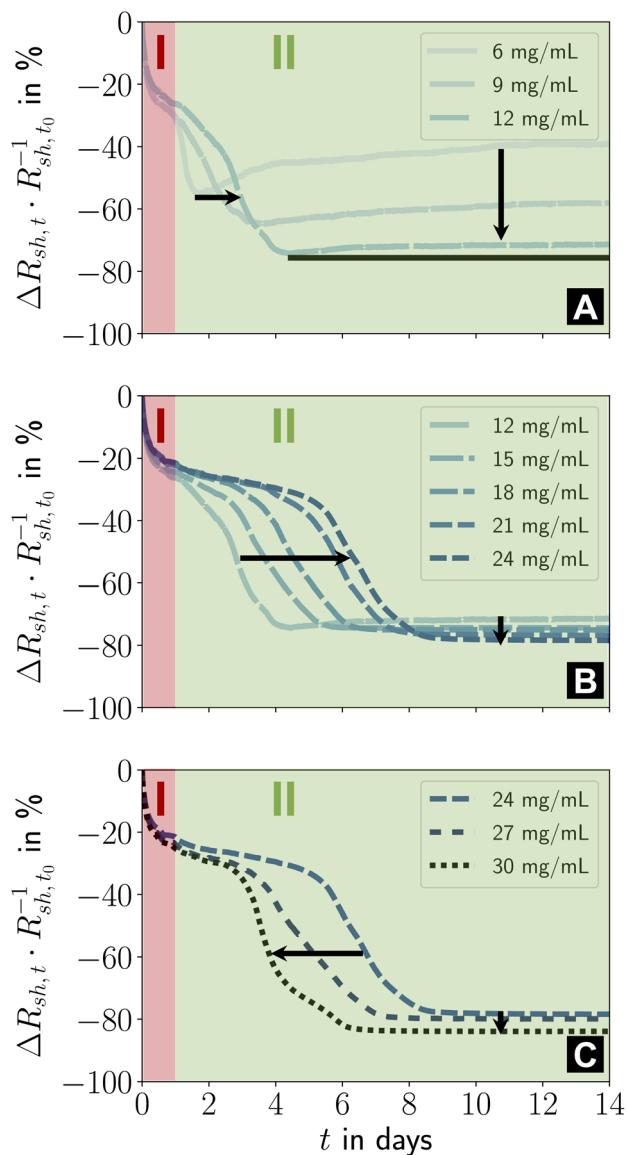 0
−20
−40
−60
−80
−100
ΔR_{sh,t} · R_{sh,t_0}^{−1} in %
I
II
6 mg/mL
9 mg/mL
12 mg/mL
A
0
−20
−40
−60
−80
−100
ΔR_{sh,t} · R_{sh,t_0}^{−1} in %
I
II
12 mg/mL
15 mg/mL
18 mg/mL
21 mg/mL
24 mg/mL
B
0
−20
−40
−60
−80
−100
ΔR_{sh,t} · R_{sh,t_0}^{−1} in %
I
II
24 mg/mL
27 mg/mL
30 mg/mL
C
0 2 4 6 8 10 12 14
t in days